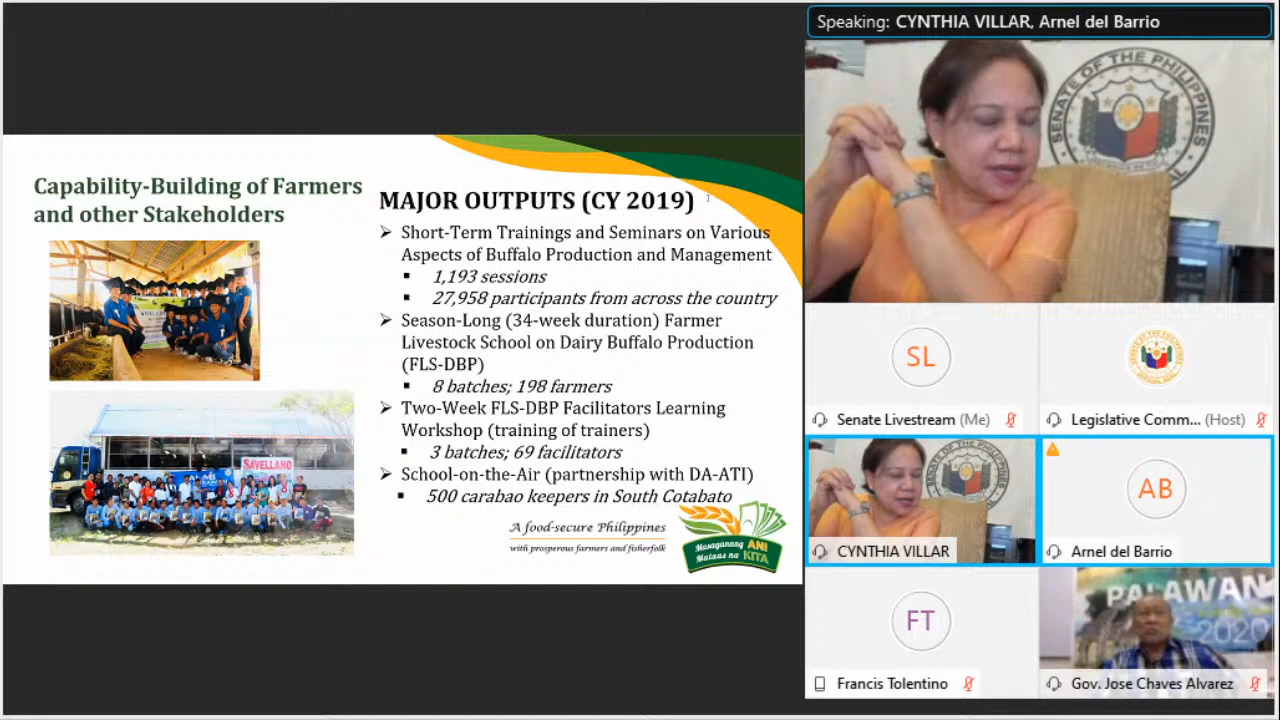 Speaking: CYNTHIA VILLAR, Arnel del Barrio
SENATE OF THE PHILIPPINES
Capability-Building of Farmers
and other Stakeholders
MAJOR OUTPUTS (CY 2019)
1
➢ Short-Term Trainings and Seminars on Various
Aspects of Buffalo Production and Management
▪ 1,193 sessions
▪ 27,958 participants from across the country
➢ Season-Long (34-week duration) Farmer
Livestock School on Dairy Buffalo Production
(FLS-DBP)
▪ 8 batches; 198 farmers
➢ Two-Week FLS-DBP Facilitators Learning
Workshop (training of trainers)
▪ 3 batches; 69 facilitators
➢ School-on-the-Air (partnership with DA-ATI)
▪ 500 carabao keepers in South Cotabato
SAVELLANO
A food-secure Philippines
with prosperous farmers and fisherfolk
Masaganang ANI
Mataas na KITA
SL
Senate Livestream (Me)
Legislative Comm... (Host)
CYNTHIA VILLAR
AB
Arnel del Barrio
FT
Francis Tolentino
PALAWAN
2020
Gov. Jose Chaves Alvarez